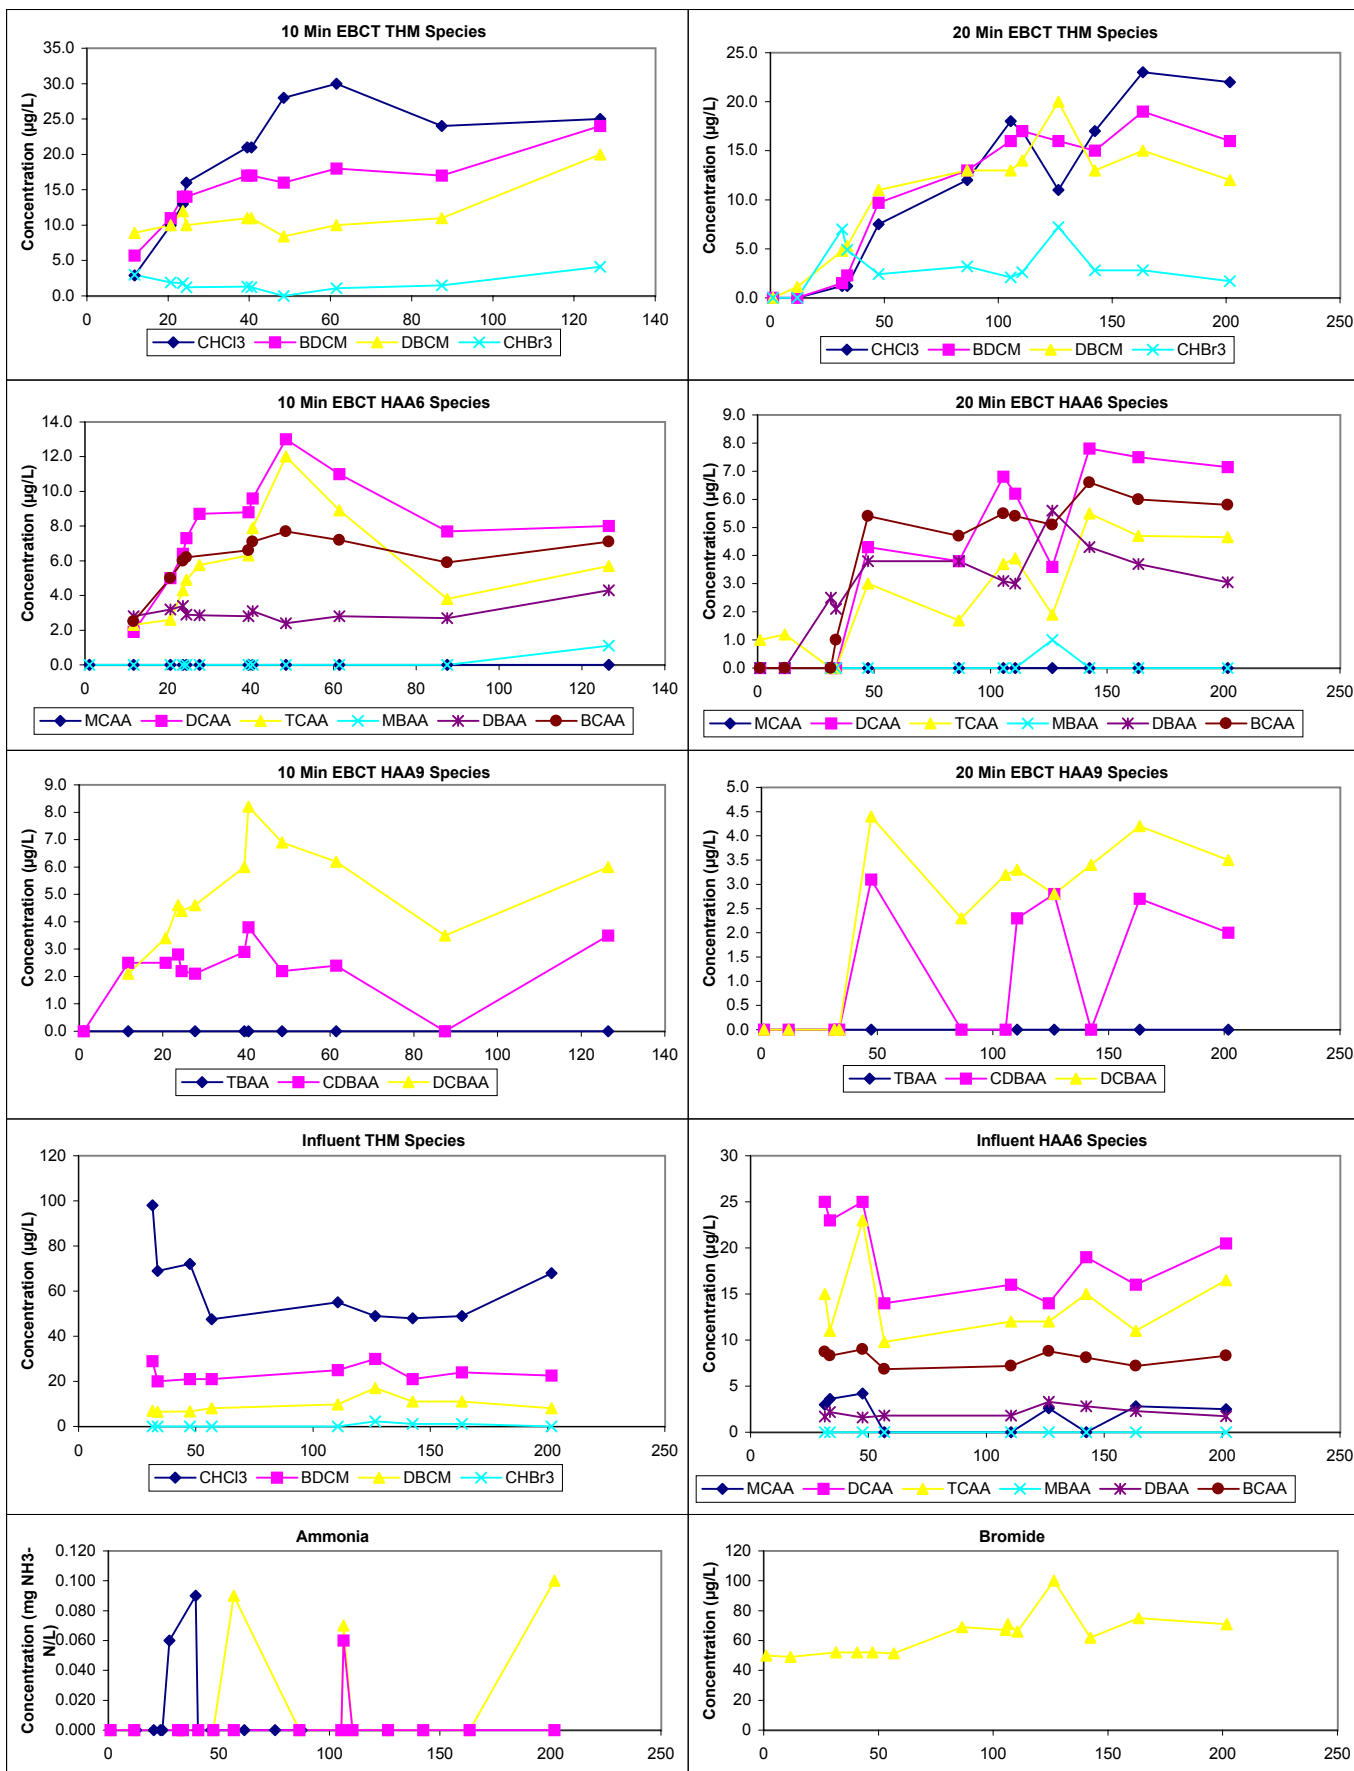 10 Min EBCT THM Species
Concentration (µg/L)
35.0
30.0
25.0
20.0
15.0
10.0
5.0
0.0
0 20 40 60 80 100 120 140
CHCl3 BDCM DBCM CHBr3
20 Min EBCT THM Species
Concentration (µg/L)
25.0
20.0
15.0
10.0
5.0
0.0
0 50 100 150 200 250
CHCl3 BDCM DBCM CHBr3
10 Min EBCT HAA6 Species
Concentration (µg/L)
14.0
12.0
10.0
8.0
6.0
4.0
2.0
0.0
0 20 40 60 80 100 120 140
MCAA DCAA TCAA MBAA DBAA BCAA
20 Min EBCT HAA6 Species
Concentration (µg/L)
9.0
8.0
7.0
6.0
5.0
4.0
3.0
2.0
1.0
0.0
0 50 100 150 200 250
MCAA DCAA TCAA MBAA DBAA BCAA
10 Min EBCT HAA9 Species
Concentration (µg/L)
9.0
8.0
7.0
6.0
5.0
4.0
3.0
2.0
1.0
0.0
0 20 40 60 80 100 120 140
TBAA CDBAA DCBAA
20 Min EBCT HAA9 Species
Concentration (µg/L)
5.0
4.5
4.0
3.5
3.0
2.5
2.0
1.5
1.0
0.5
0.0
0 50 100 150 200 250
TBAA CDBAA DCBAA
Influent THM Species
Concentration (µg/L)
120
100
80
60
40
20
0
0 50 100 150 200 250
CHCl3 BDCM DBCM CHBr3
Influent HAA6 Species
Concentration (µg/L)
30
25
20
15
10
5
0
0 50 100 150 200 250
MCAA DCAA TCAA MBAA DBAA BCAA
Ammonia
Concentration (mg NH3-
N/L)
0.120
0.100
0.080
0.060
0.040
0.020
0.000
0 50 100 150 200 250
Bromide
Concentration (µg/L)
120
100
80
60
40
20
0
0 50 100 150 200 250